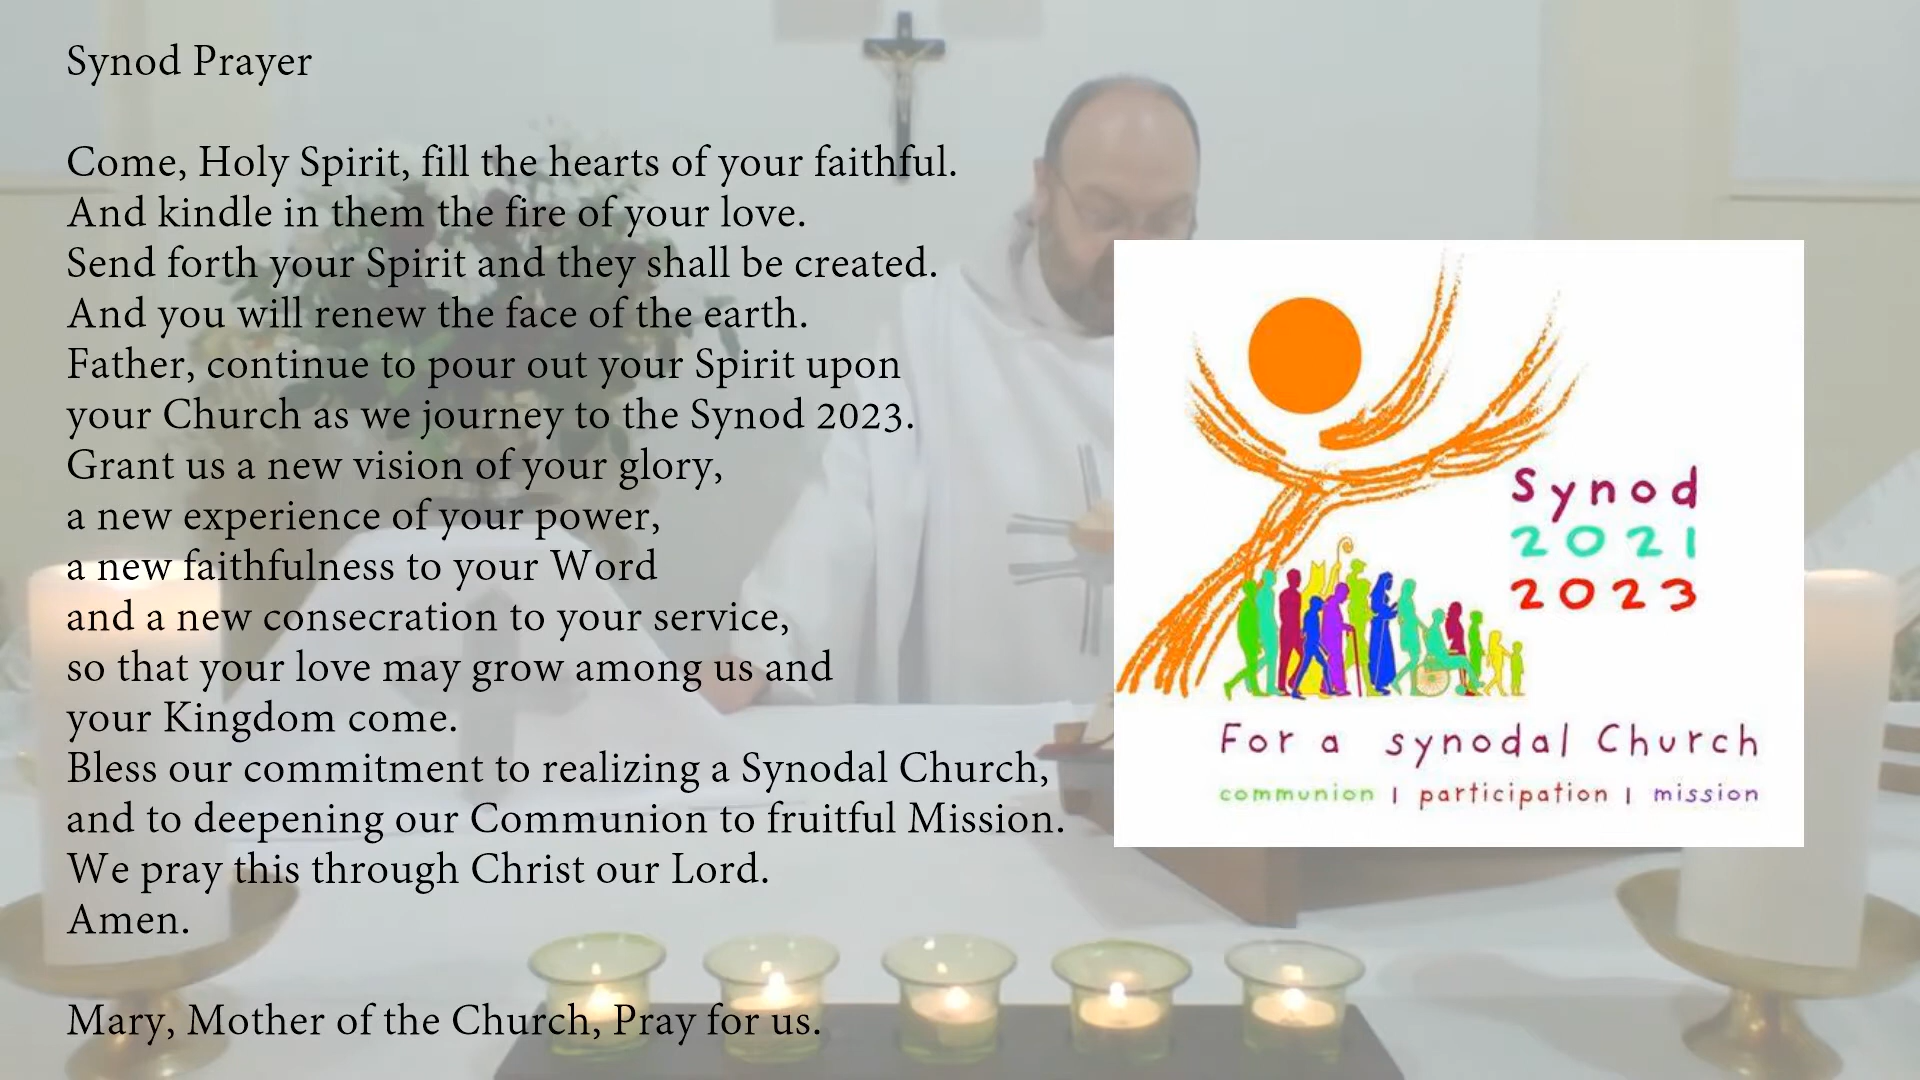 Synod Prayer
Come, Holy Spirit, fill the hearts of your faithful.
And kindle in them the fire of your love.
Send forth your Spirit and they shall be created.
And you will renew the face of the earth.
Father, continue to pour out your Spirit upon
your Church as we journey to the Synod 2023.
Grant us a new vision of your glory,
a new experience of your power,
a new faithfulness to your Word
and a new consecration to your service,
so that your love may grow among us and
your Kingdom come.
Bless our commitment to realizing a Synodal Church,
and to deepening our Communion to fruitful Mission.
We pray this through Christ our Lord.
Amen.
Mary, Mother of the Church, Pray for us.
Synod
2021
2023
For a synodal Church
communion | participation | mission